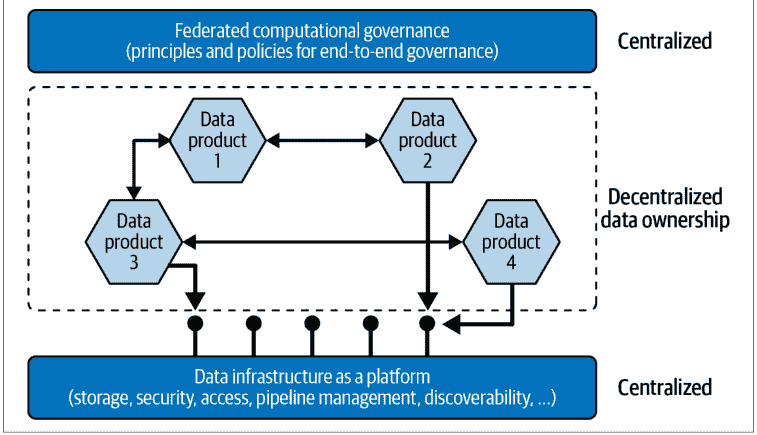 Federated computational governance
(principles and policies for end-to-end governance)
Centralized
Data
product
1
Data
product
2
Decentralized
data ownership
Data
product
3
Data
product
4
Data infrastructure as a platform
(storage, security, access, pipeline management, discoverability, ...)
Centralized